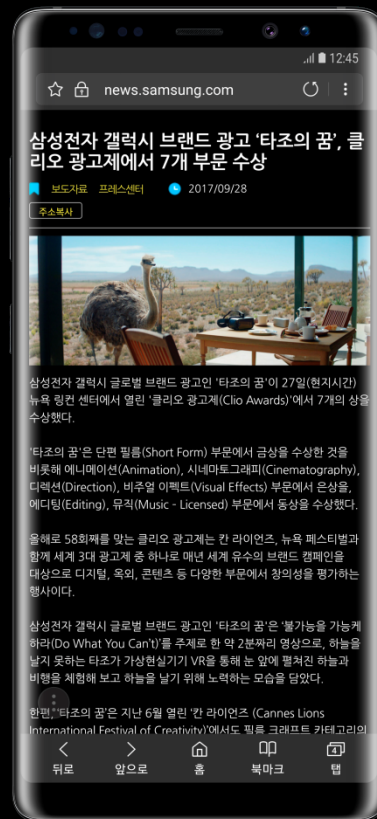 12:45
news.samsung.com
삼성전자 갤럭시 브랜드 광고 ‘타조의 꿈’, 클
리오 광고제에서 7개 부문 수상
보도자료 프레스센터 2017/09/28
주소복사
삼성전자 갤럭시 글로벌 브랜드 광고인 '타조의 꿈'이 27일(현지시간)
뉴욕 링컨 센터에서 열린 '클리오 광고제(Clio Awards)'에서 7개의 상을
수상했다.
'타조의 꿈'은 단편 필름(Short Form) 부문에서 금상을 수상한 것을
비롯해 애니메이션(Animation), 시네마토그래피(Cinematography),
디렉션(Direction), 비주얼 이펙트(Visual Effects) 부문에서 은상을,
에디팅(Editing), 뮤직(Music - Licensed) 부문에서 동상을 수상했다.
올해로 58회째를 맞는 클리오 광고제는 칸 라이언즈, 뉴욕 페스티벌과
함께 세계 3대 광고제 중 하나로 매년 세계 유수의 브랜드 캠페인을
대상으로 디지털, 옥외, 콘텐츠 등 다양한 부문에서 창의성을 평가하는
행사이다.
삼성전자 갤럭시 글로벌 브랜드 광고인 '타조의 꿈'은 '불가능을 가능케
하라(Do What You Can't)'를 주제로 한 약 2분짜리 영상으로, 하늘을
날지 못하는 타조가 가상현실기기 VR을 통해 눈 앞에 펼쳐진 하늘과
비행을 체험해 보고 하늘을 날기 위해 노력하는 모습을 담았다.
한편, '타조의 꿈'은 지난 6월 열린 '칸 라이언즈 (Cannes Lions
International Festival of Creativity)'에서도 필름 크래프트 카테고리의
뒤로 앞으로 홈 북마크 4 탭